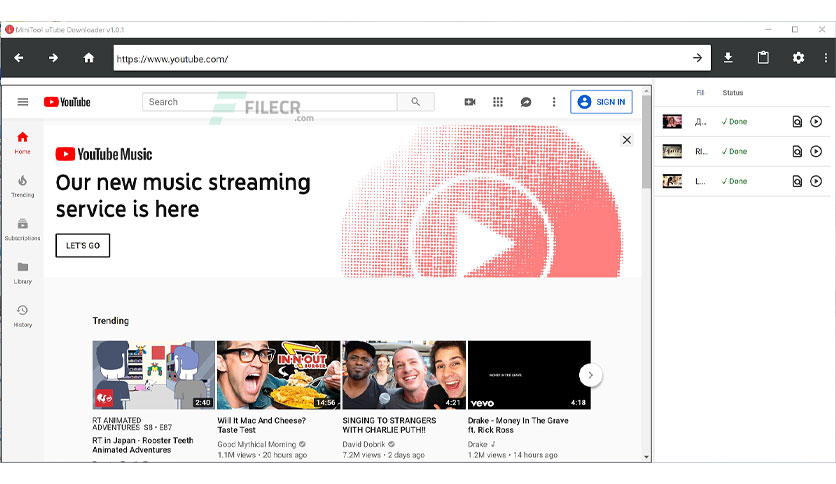 MiniTool uTube Downloader v1.0.1
https://www.youtube.com/
YouTube
Search
FILECR
.com
SIGN IN
Fil
Status
Д...
✓ Done
RI...
✓ Done
L...
✓ Done
Home
Trending
Subscriptions
Library
History
YouTube Music
Our new music streaming
service is here
LET'S GO
Trending
2:40
RT ANIMATED
ADVENTURES S8 • E87
RT in Japan - Rooster Teeth
Animated Adventures
IN-N-OUT
BURGER
14:56
Will It Mac And Cheese?
Taste Test
Good Mythical Morning
1.1M views • 20 hours ago
4:21
SINGING TO STRANGERS
WITH CHARLIE PUTH!!
David Dobrik
7.2M views • 2 days ago
MONEY IN THE GRAVE
vevo
4:18
Drake - Money In The Grave
ft. Rick Ross
Drake
1.2M views • 14 hours ago